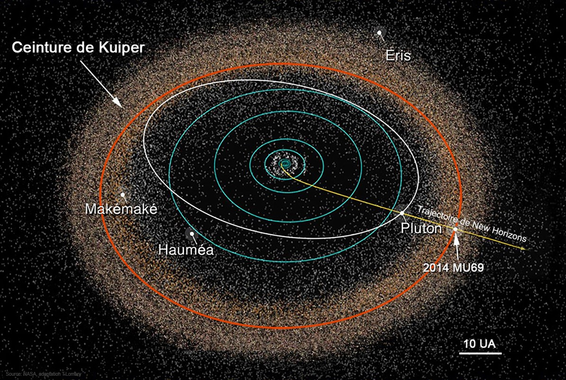 Ceinture de Kuiper
Éris
Makémaké
Hauméa
Trajectoire de New Horizons
Pluton
2014 MU69
10 UA